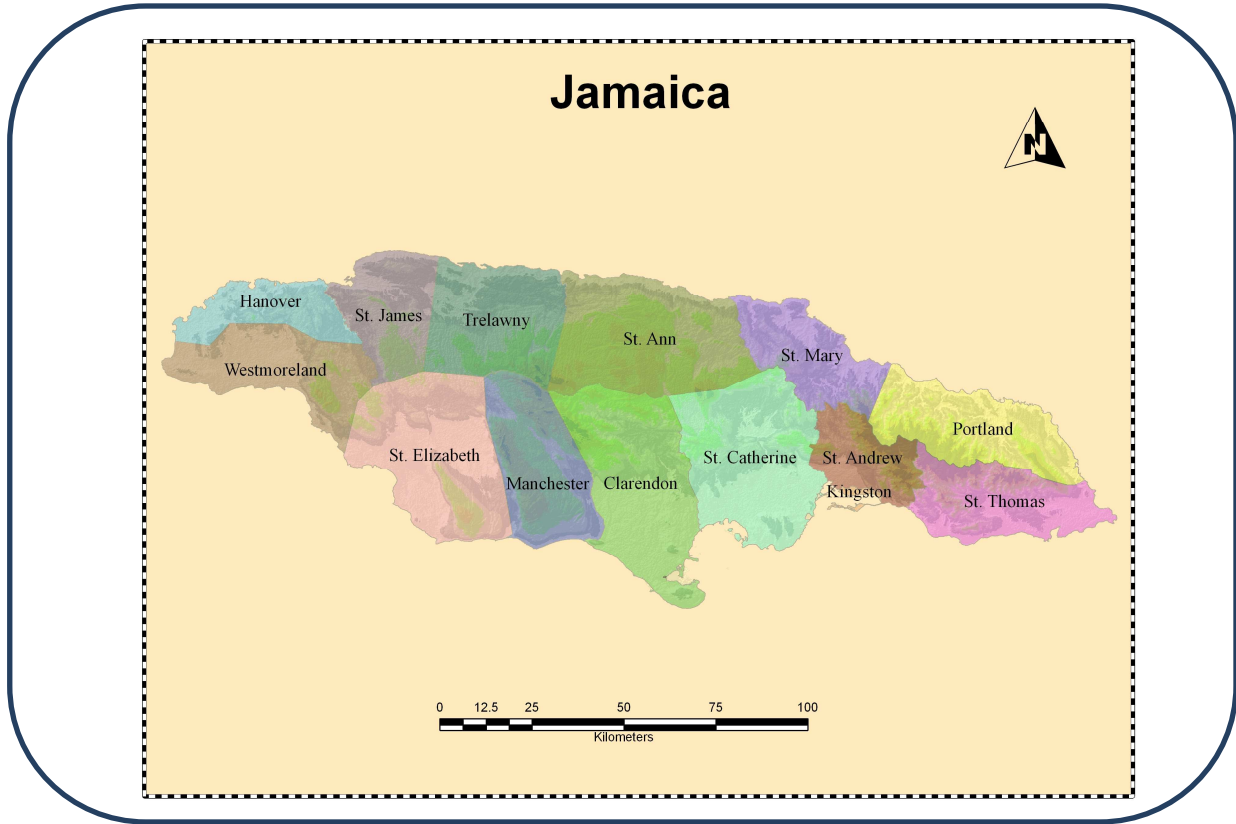 Jamaica
N
Hanover
St. James
Trelawny
St. Ann
St. Mary
Westmoreland
Portland
St. Elizabeth
St. Catherine
St. Andrew
Manchester
Clarendon
Kingston
St. Thomas
0 12.5 25 50 75 100
Kilometers